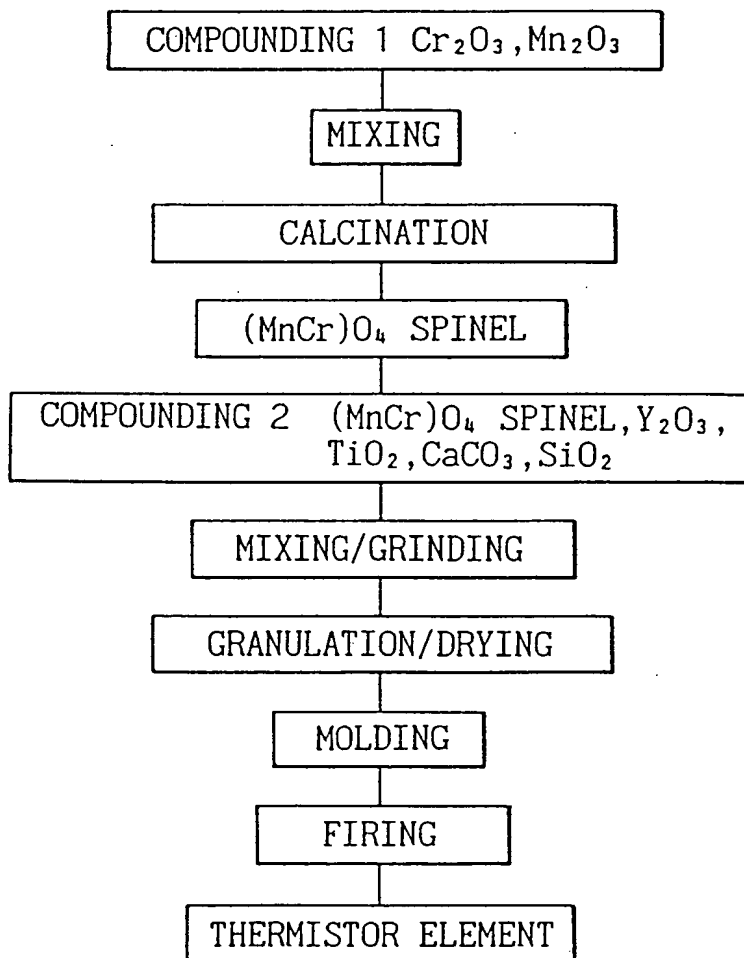 COMPOUNDING 1 Cr₂O₃,Mn₂O₃
MIXING
CALCINATION
(MnCr)O₄ SPINEL
COMPOUNDING 2 (MnCr)O₄ SPINEL,Y₂O₃,
TiO₂,CaCO₃,SiO₂
MIXING/GRINDING
GRANULATION/DRYING
MOLDING
FIRING
THERMISTOR ELEMENT